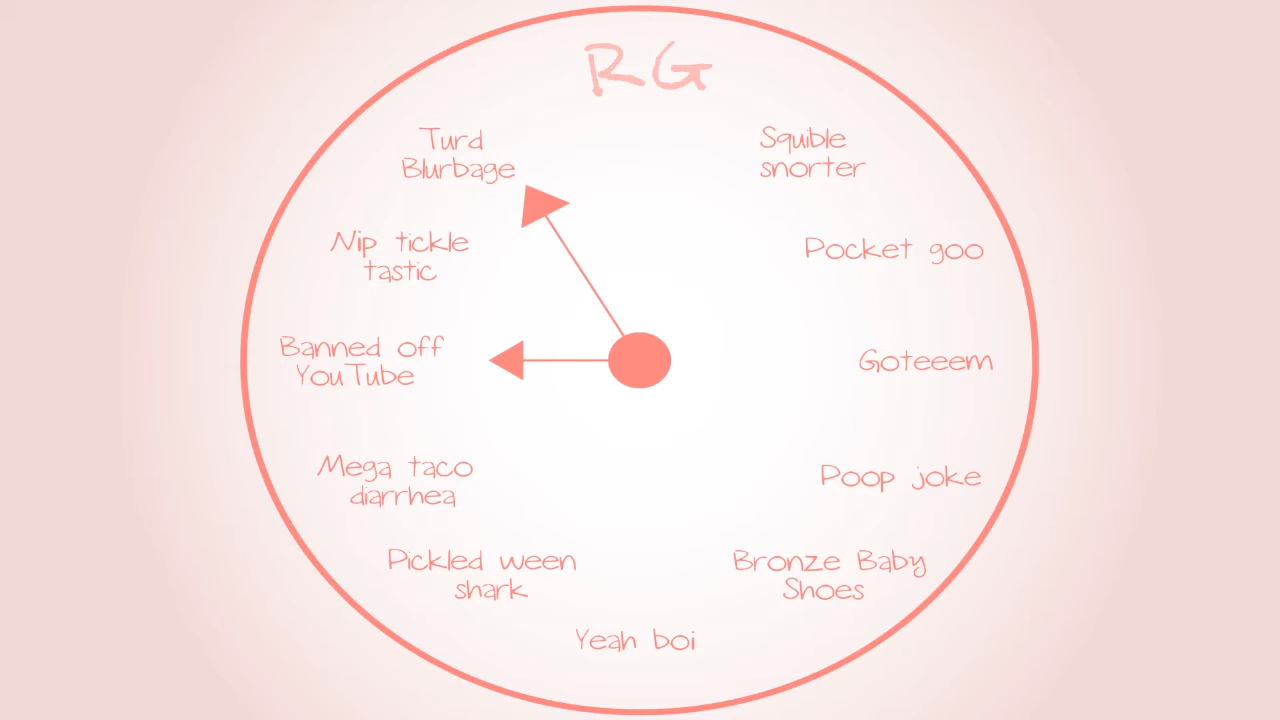 RG
Turd
Blurbage
Squible
snorter
Nip tickle
tastic
Pocket goo
Banned off
YouTube
Goteeem
Mega taco
diarrhea
Poop joke
Pickled ween
shark
Bronze Baby
Shoes
Yeah boi